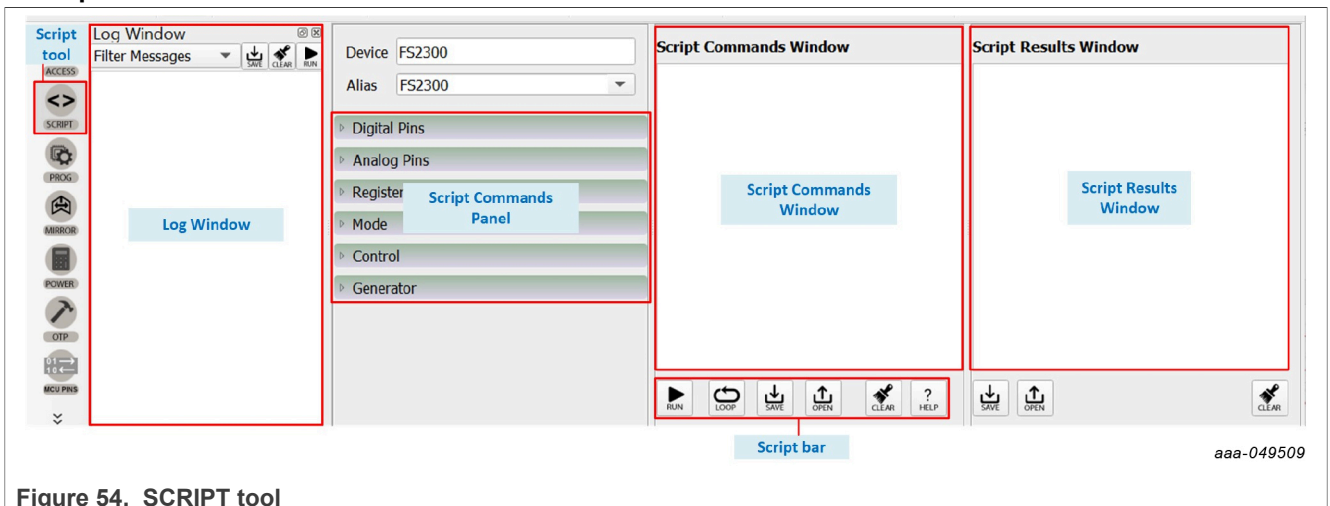 Script
tool
ACCESS
<>
SCRIPT
PROG
MIRROR
POWER
OTP
MCU PINS
Log Window
Filter Messages
SAVE
CLEAR
RUN
Log Window
Device FS2300
Alias FS2300
Digital Pins
Analog Pins
Register
Mode
Control
Generator
Script Commands
Panel
Script Commands Window
Script Commands
Window
RUN
LOOP
SAVE
OPEN
CLEAR
?
HELP
Script bar
Script Results Window
Script Results
Window
SAVE
OPEN
CLEAR
aaa-049509
Figure 54. SCRIPT tool